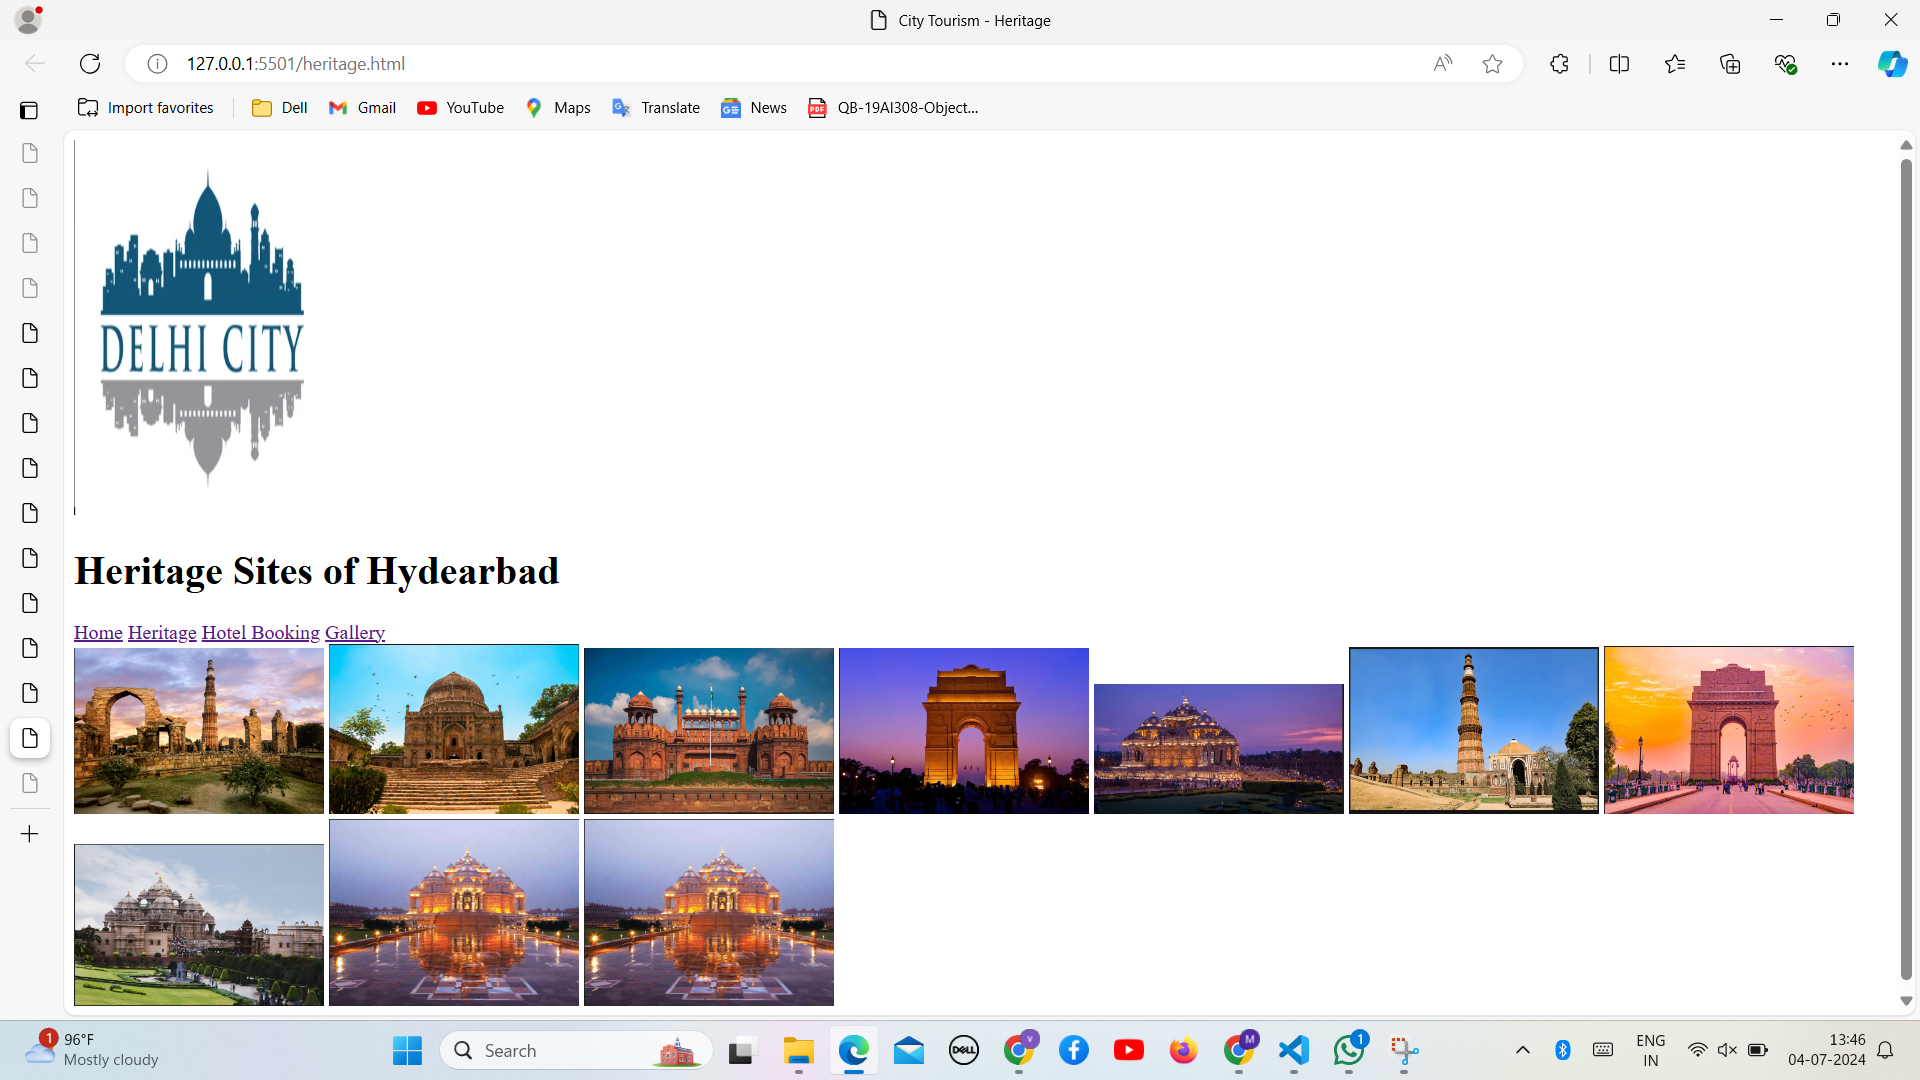 City Tourism - Heritage
127.0.0.1:5501/heritage.html
Import favorites
Dell
Gmail
YouTube
Maps
Translate
News
QB-19AI308-Object...
DELHI CITY
Heritage Sites of Hydearbad
Home Heritage Hotel Booking Gallery
1
96°F
Mostly cloudy
Search
DELL
V
M
1
ENG
IN
13:46
04-07-2024